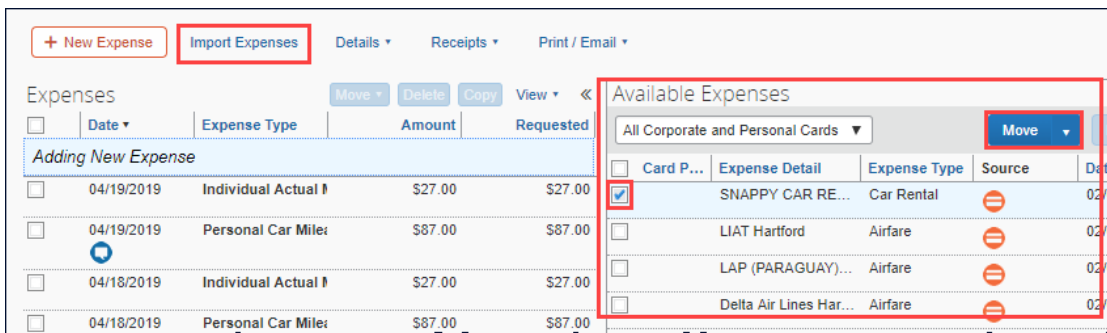 + New Expense Import Expenses Details Receipts Print / Email
Expenses Move Delete Copy View «
Date Expense Type Amount Requested
Adding New Expense
04/19/2019 Individual Actual $27.00 $27.00
04/19/2019 Personal Car $87.00 $87.00
04/18/2019 Individual Actual $27.00 $27.00
04/18/2019 Personal Car $87.00 $87.00
Available Expenses
All Corporate and Personal Cards Move
Card P... Expense Detail Expense Type Source
SNAPPY CAR RE... Car Rental 02/
LIAT Hartford Airfare 02/
LAP (PARAGUAY)... Airfare 02/
Delta Air Lines Har... Airfare 02/